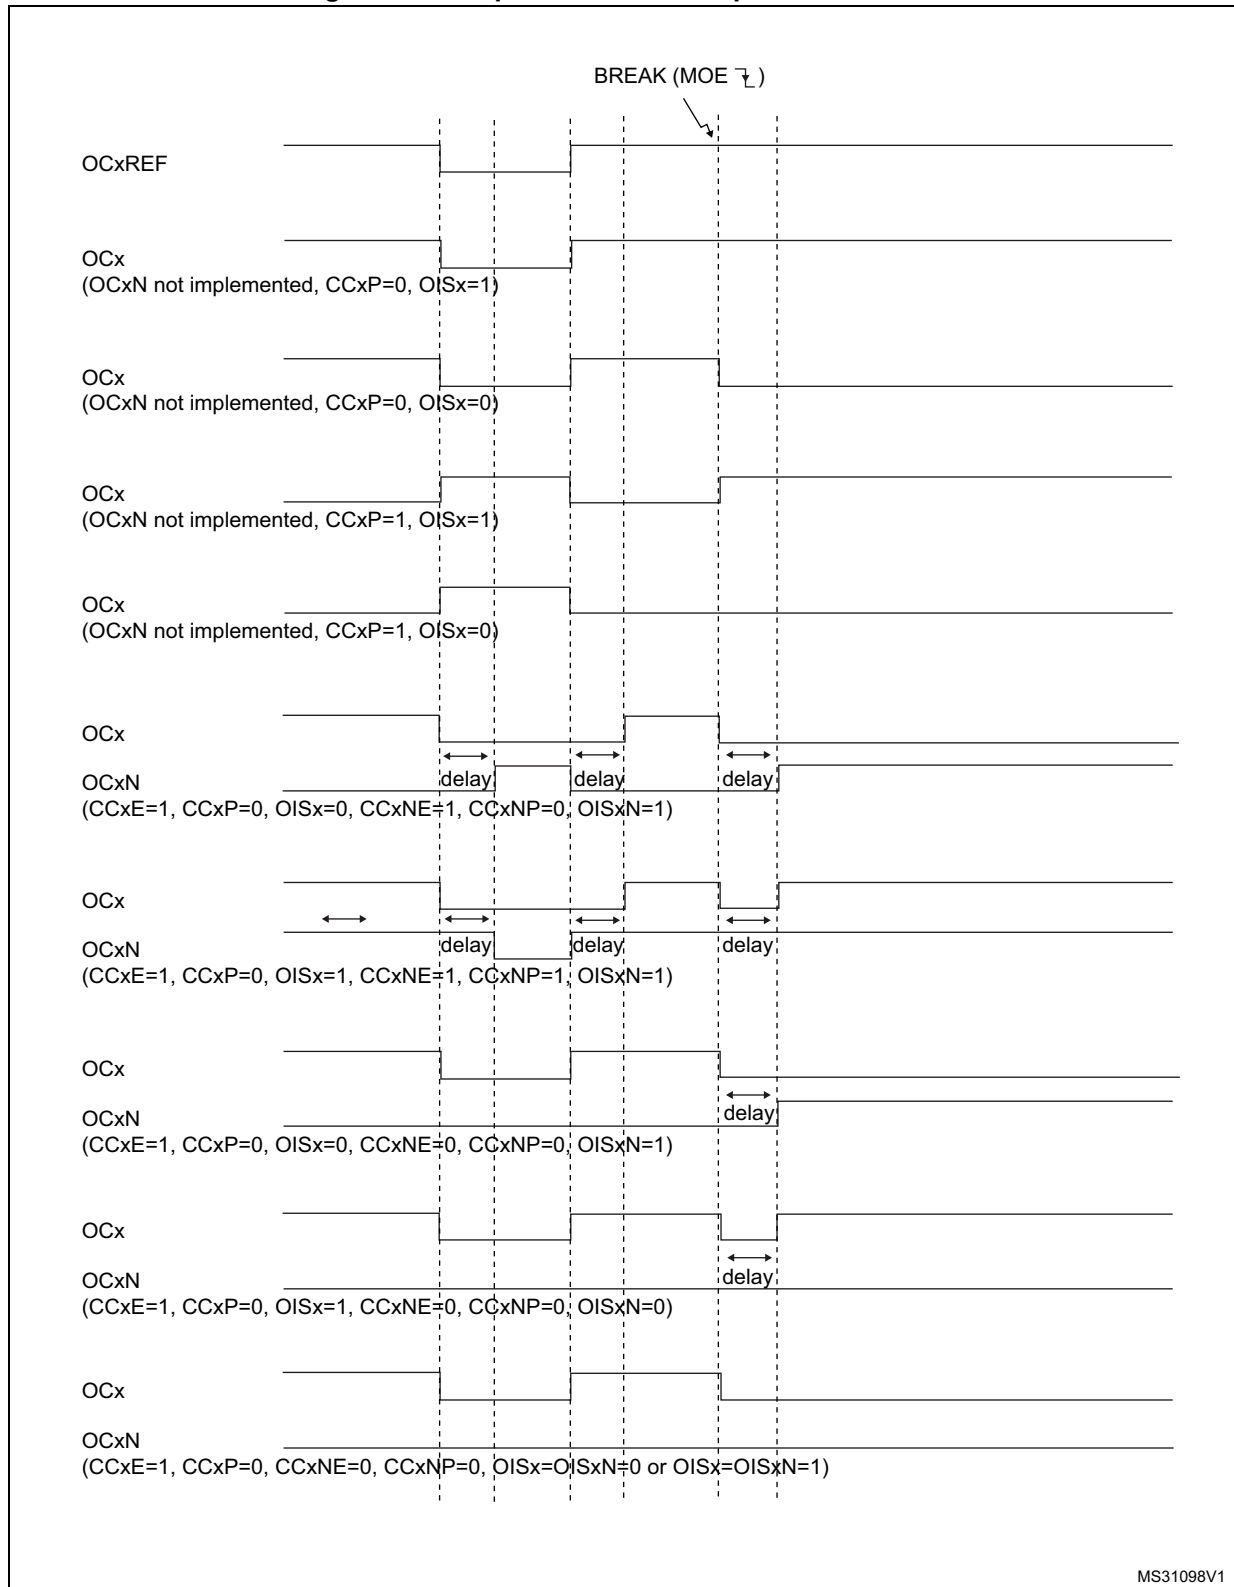 BREAK (MOE )
OCxREF
OCx
(OCxN not implemented, CCxP=0, OISx=1)
OCx
(OCxN not implemented, CCxP=0, OISx=0)
OCx
(OCxN not implemented, CCxP=1, OISx=1)
OCx
(OCxN not implemented, CCxP=1, OISx=0)
OCx
delay delay delay
OCxN
(CCxE=1, CCxP=0, OISx=0, CCxNE=1, CCxNP=0, OISxN=1)
OCx
delay delay delay
OCxN
(CCxE=1, CCxP=0, OISx=1, CCxNE=1, CCxNP=1, OISxN=1)
OCx
delay
OCxN
(CCxE=1, CCxP=0, OISx=0, CCxNE=0, CCxNP=0, OISxN=1)
OCx
delay
OCxN
(CCxE=1, CCxP=0, OISx=1, CCxNE=0, CCxNP=0, OISxN=0)
OCx
OCxN
(CCxE=1, CCxP=0, CCxNE=0, CCxNP=0, OISx=OISxN=0 or OISx=OISxN=1)
MS31098V1